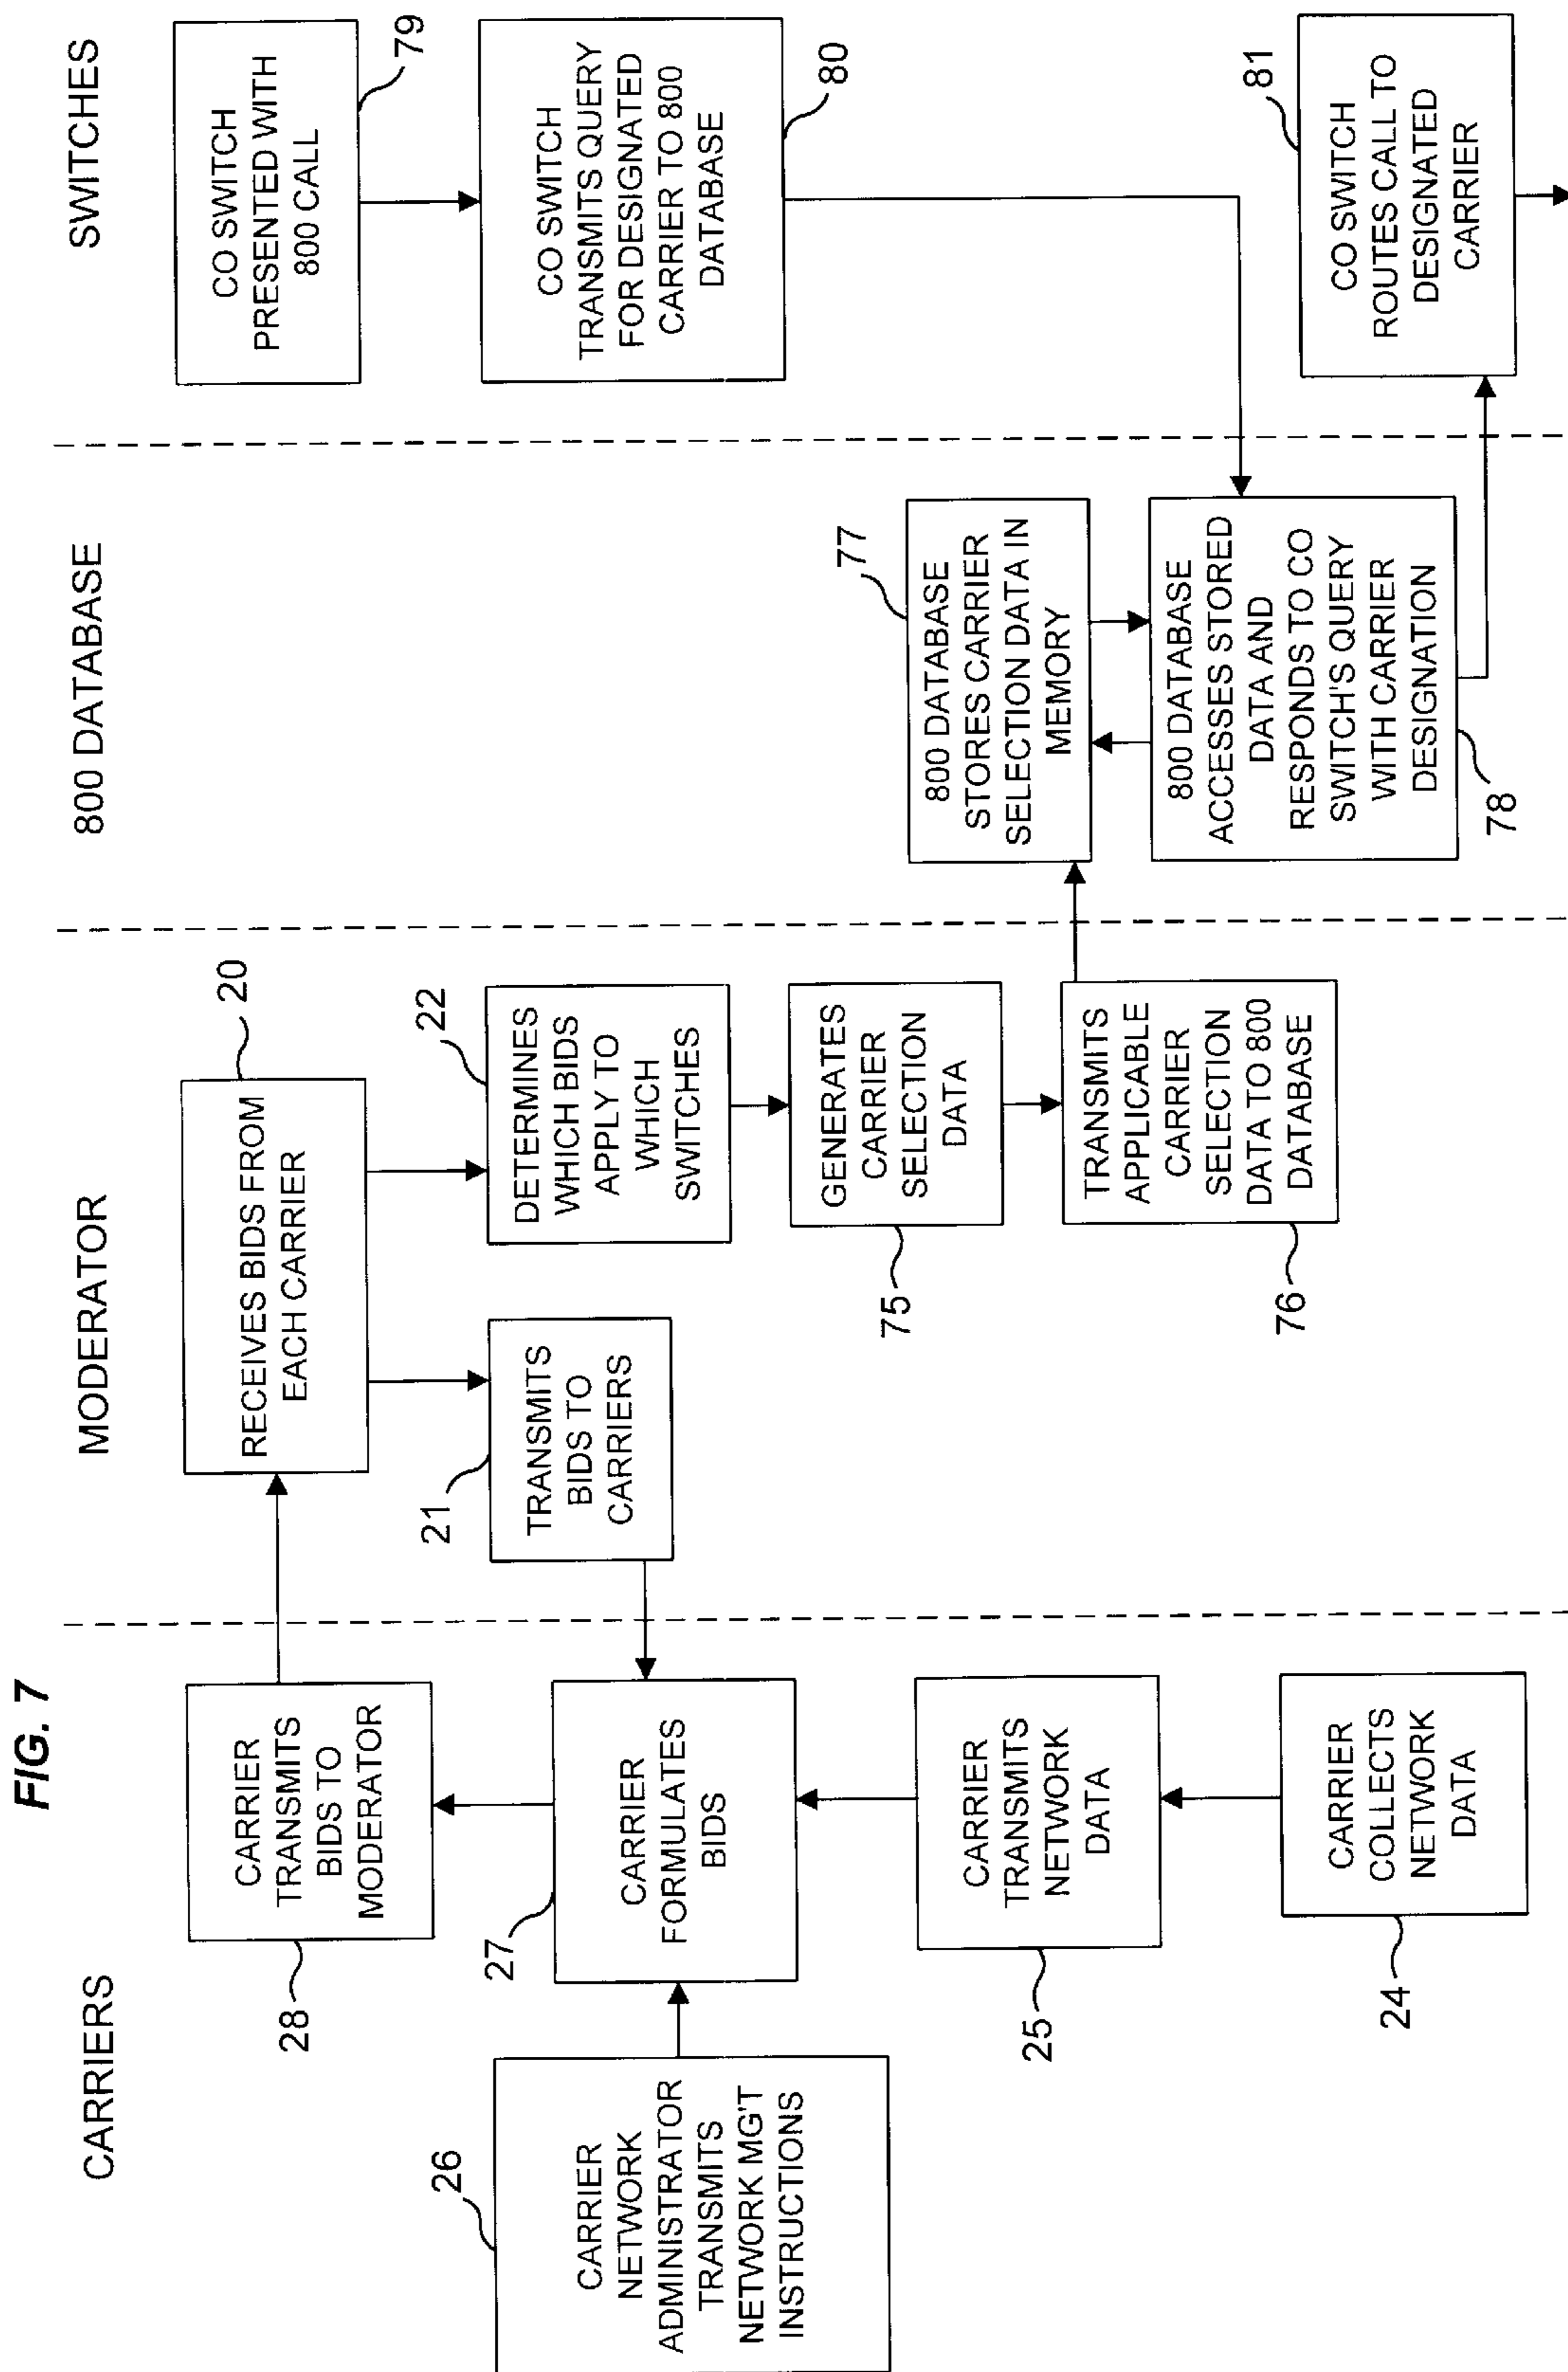 FIG. 7
CARRIERS
MODERATOR
800 DATABASE
SWITCHES
CARRIER
TRANSMITS
BIDS TO
MODERATOR
28
CARRIER
NETWORK
ADMINISTRATOR
TRANSMITS
NETWORK MG'T
INSTRUCTIONS
26
CARRIER
FORMULATES
BIDS
27
CARRIER
TRANSMITS
NETWORK
DATA
25
CARRIER
COLLECTS
NETWORK
DATA
24
RECEIVES BIDS FROM
EACH CARRIER
20
TRANSMITS
BIDS TO
CARRIERS
21
DETERMINES
WHICH BIDS
APPLY TO
WHICH
SWITCHES
22
GENERATES
CARRIER
SELECTION
DATA
75
TRANSMITS
APPLICABLE
CARRIER
SELECTION
DATA TO 800
DATABASE
76
800 DATABASE
STORES CARRIER
SELECTION DATA IN
MEMORY
77
800 DATABASE
ACCESSES STORED
DATA AND
RESPONDS TO CO
SWITCH'S QUERY
WITH CARRIER
DESIGNATION
78
CO SWITCH
PRESENTED WITH
800 CALL
79
CO SWITCH
TRANSMITS QUERY
FOR DESIGNATED
CARRIER TO 800
DATABASE
80
CO SWITCH
ROUTES CALL TO
DESIGNATED
CARRIER
81